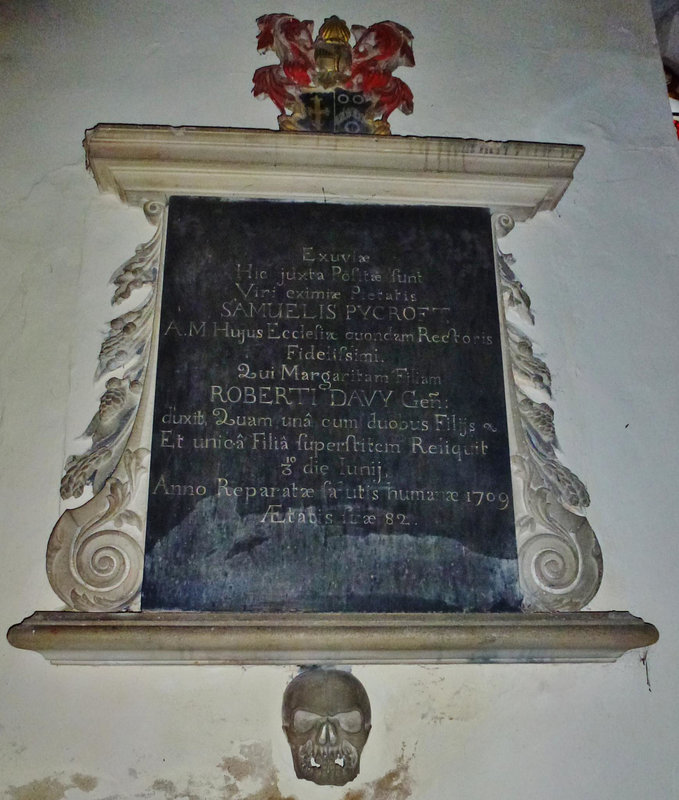 Exuviæ
Hic juxta Positæ sunt
Viri eximiæ Pietatis
SAMUELIS PYCROFT
A.M Hujus Ecclesiæ quondam Rectoris
Fidelissimi.
Qui Margaritam Filiam
ROBERTI DAVY Gen:
duxit, Quam unâ cum duobus Filijs
Et unicâ Filiâ superstitem Reliquit
3º die Iunij,
Anno Reparatæ salutis humanæ 1709
Ætatis suæ 82.